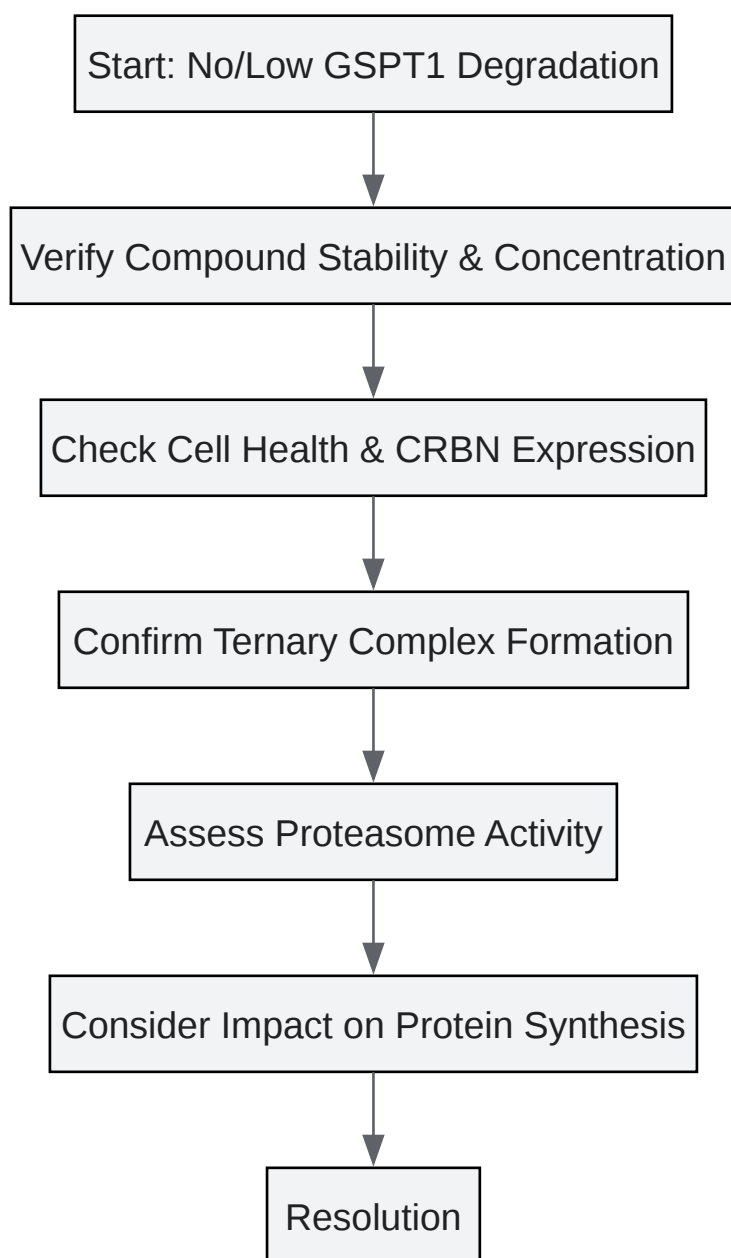 Start: No/Low GSPT1 Degradation
Verify Compound Stability & Concentration
Check Cell Health & CRBN Expression
Confirm Ternary Complex Formation
Assess Proteasome Activity
Consider Impact on Protein Synthesis
Resolution